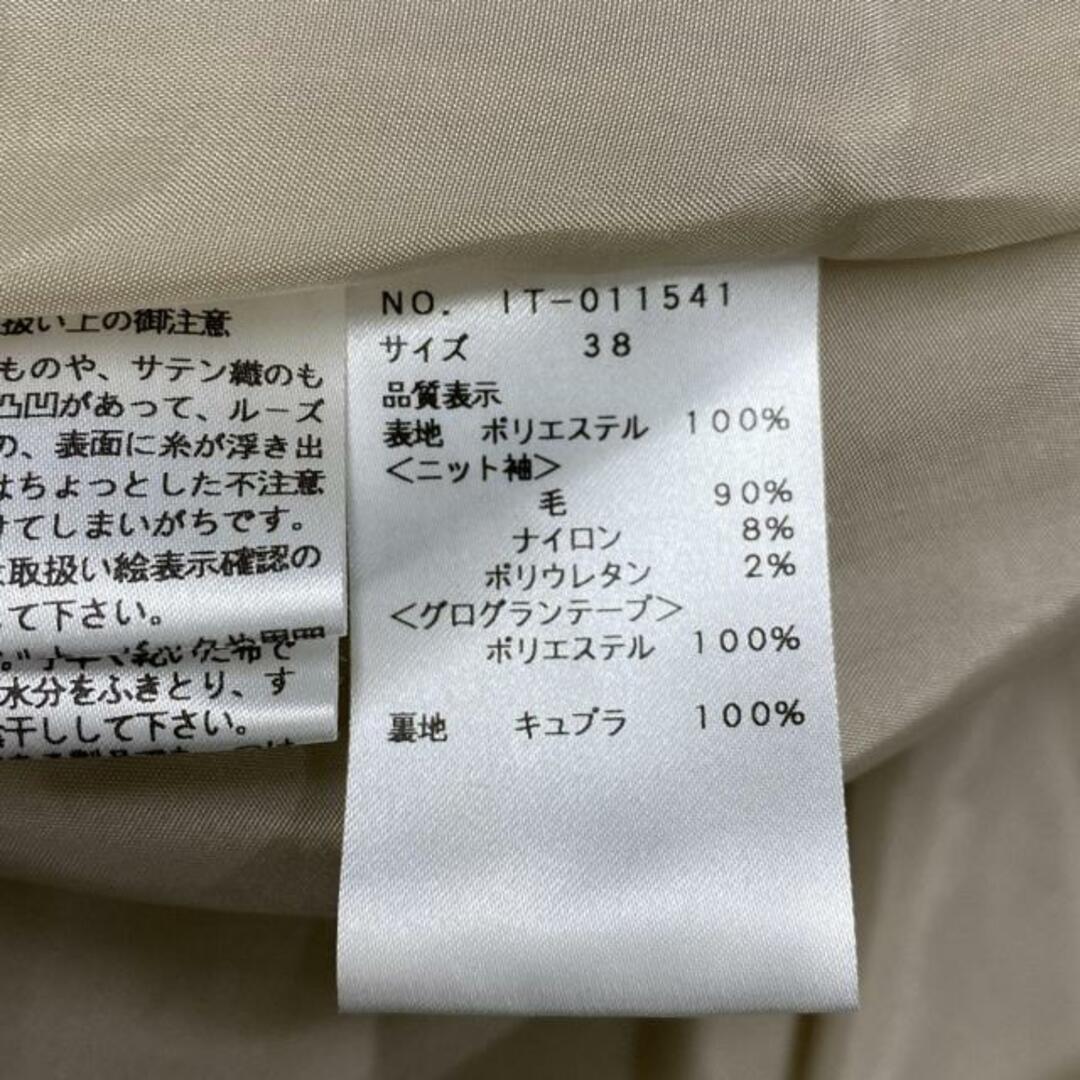 扱い上の御注意
ものや、サテン織のも
凸凹があって、ルーズ
の、表面に糸が浮き出
はちょっとした不注意
けてしまいがちです。
取扱い絵表示確認の
して下さい。
た布で
水分をふきとり、す
干しして下さい。
NO. IT-011541
サイズ 38
品質表示
表地 ポリエステル 100%
<ニット袖>
毛 90%
ナイロン 8%
ポリウレタン 2%
<グログランテープ>
ポリエステル 100%
裏地 キュプラ 100%